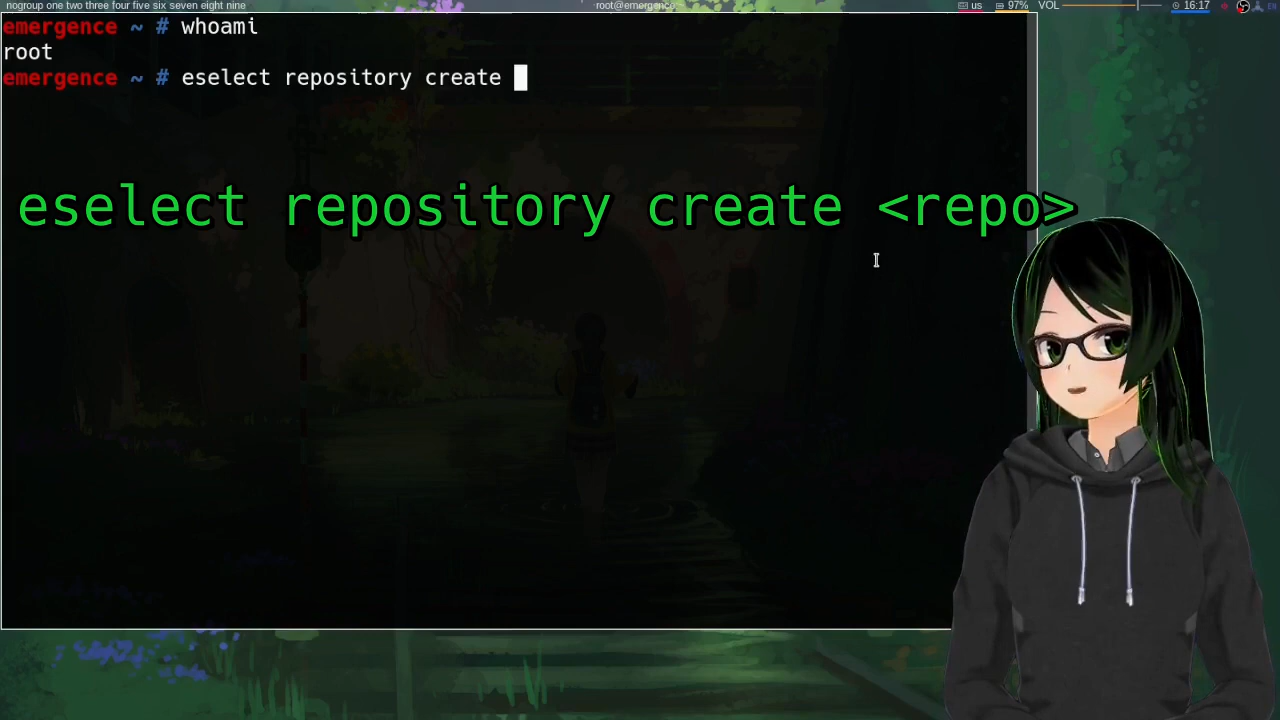 nogroup one two three four five six seven eight nine
root@emergence:~
us
97%
VOL
16:17
EN
emergence ~ # whoami
root
emergence ~ # eselect repository create
eselect repository create <repo>